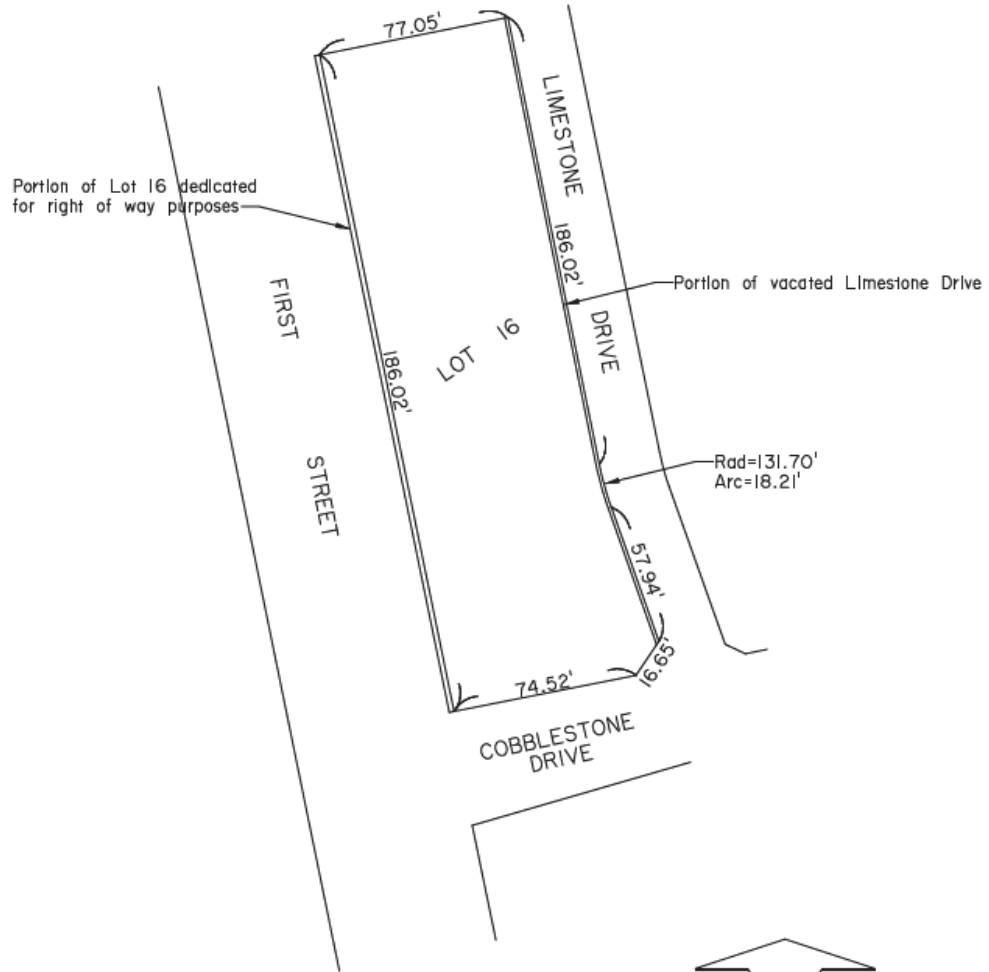 77.05'
LIMESTONE
Portion of Lot 16 dedicated
for right of way purposes
186.02'
Portion of vacated Limestone Drive
FIRST
DRIVE
LOT 16
186.02'
STREET
Rad=131.70'
Arc=18.21'
57.94'
16.65'
74.52'
COBBLESTONE
DRIVE